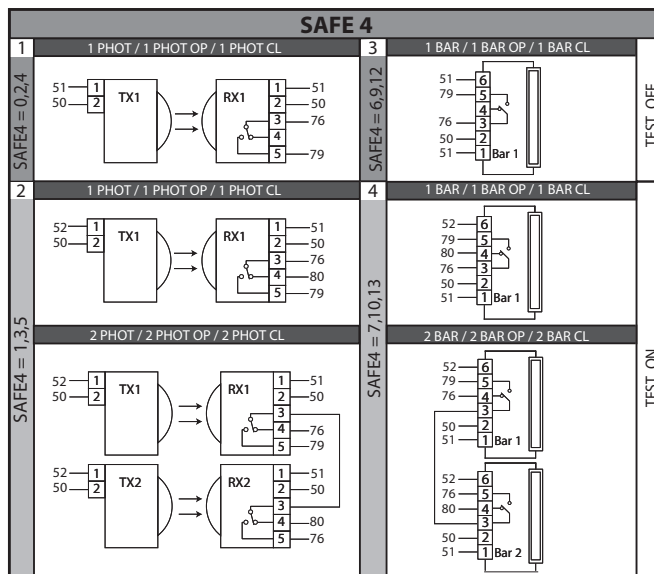 SAFE 4
1
1 PHOT / 1 PHOT OP / 1 PHOT CL
SAFE4 = 0,2,4
51 1
50 2
TX1
RX1
1 51
2 50
3 76
4
5 79
3
1 BAR / 1 BAR OP / 1 BAR CL
SAFE4 = 6,9,12
51 6
79 5
4
76 3
50 2
51 1 Bar 1
TEST OFF
2
1 PHOT / 1 PHOT OP / 1 PHOT CL
SAFE4 = 1,3,5
52 1
50 2
TX1
RX1
1 51
2 50
3 76
4 80
5 79
2 PHOT / 2 PHOT OP / 2 PHOT CL
52 1
50 2
TX1
RX1
1 51
2 50
3
4 76
5 79
52 1
50 2
TX2
RX2
1 51
2 50
3
4 80
5 76
4
1 BAR / 1 BAR OP / 1 BAR CL
SAFE4 = 7,10,13
52 6
79 5
80 4
76 3
50 2
51 1 Bar 1
2 BAR / 2 BAR OP / 2 BAR CL
52 6
79 5
76 4
3
50 2
51 1 Bar 1
52 6
76 5
80 4
3
50 2
51 1 Bar 2
TEST ON